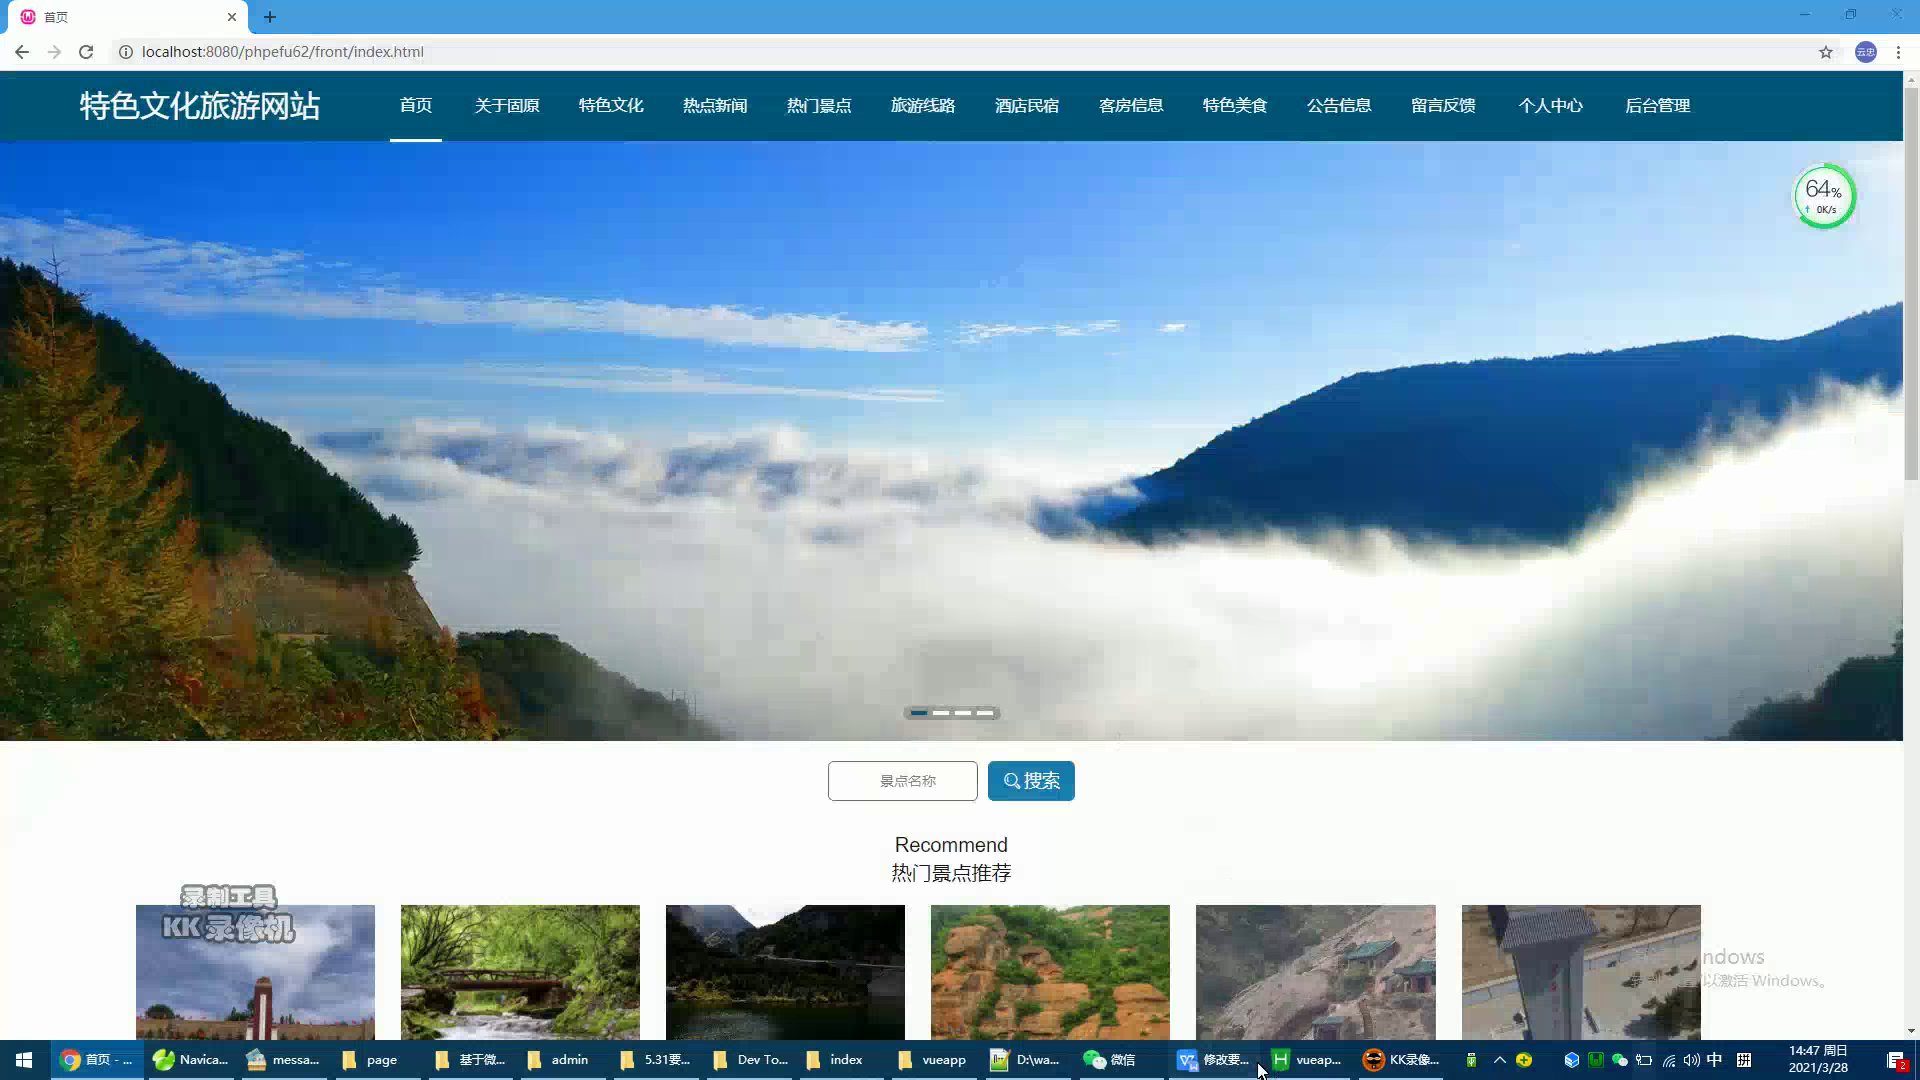 首页
localhost:8080/phpefu62/front/index.html
云忠
特色文化旅游网站
首页 关于固原 特色文化 热点新闻 热门景点 旅游线路 酒店民宿 客房信息 特色美食 公告信息 留言反馈 个人中心 后台管理
64%
↑ 0K/s
景点名称 搜索
Recommend
热门景点推荐
录制工具
KK 录像机
ndows
以激活 Windows。
首页 - ... Navica... messa... page 基于微... admin 5.31要... Dev To... index vueapp D:\wa... 微信 修改要... vueap... KK录像... 中 拼
14:47 周日
2021/3/28
2